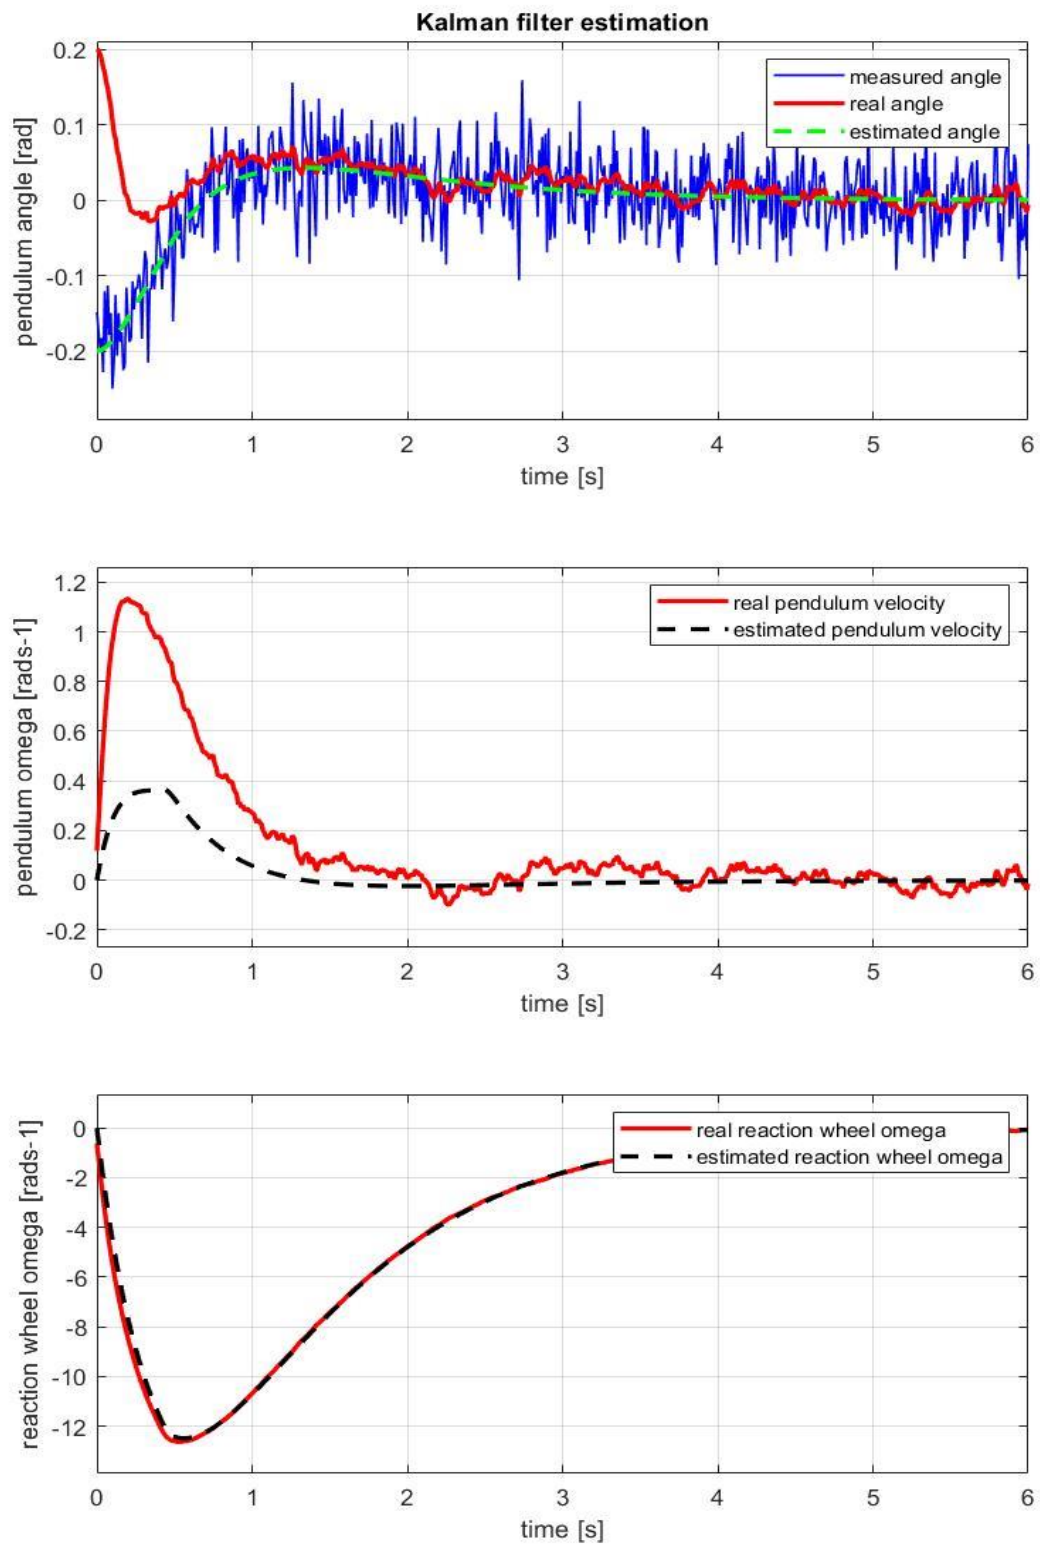 Kalman filter estimation
pendulum angle [rad]
0.2
0.1
0
-0.1
-0.2
measured angle
real angle
estimated angle
0 1 2 3 4 5 6
time [s]
pendulum omega [rads-1]
1.2
1
0.8
0.6
0.4
0.2
0
-0.2
real pendulum velocity
estimated pendulum velocity
0 1 2 3 4 5 6
time [s]
reaction wheel omega [rads-1]
0
-2
-4
-6
-8
-10
-12
real reaction wheel omega
estimated reaction wheel omega
0 1 2 3 4 5 6
time [s]